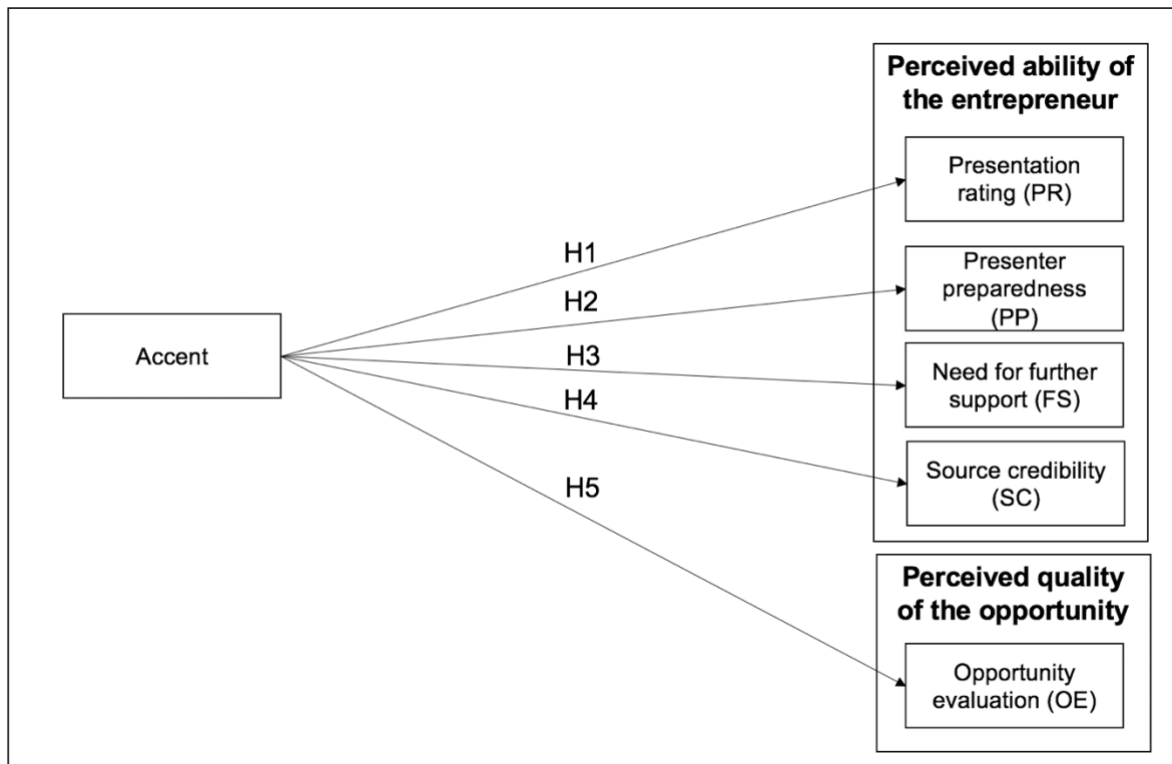 Perceived ability of
the entrepreneur
Presentation
rating (PR)
H1
Presenter
preparedness
(PP)
H2
Accent
H3
Need for further
support (FS)
H4
Source credibility
(SC)
H5
Perceived quality
of the opportunity
Opportunity
evaluation (OE)